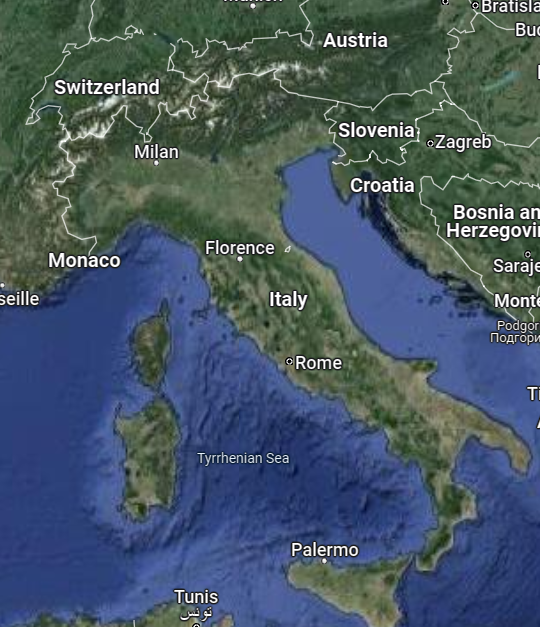 Austria
Switzerland
Slovenia
Zagreb
Milan
Croatia
Bosnia an
Herzegovi
Florence
Monaco
Saraje
seille
Italy
Monte
Podgor
Подгори
Rome
Tyrrhenian Sea
Palermo
Tunis
تونس